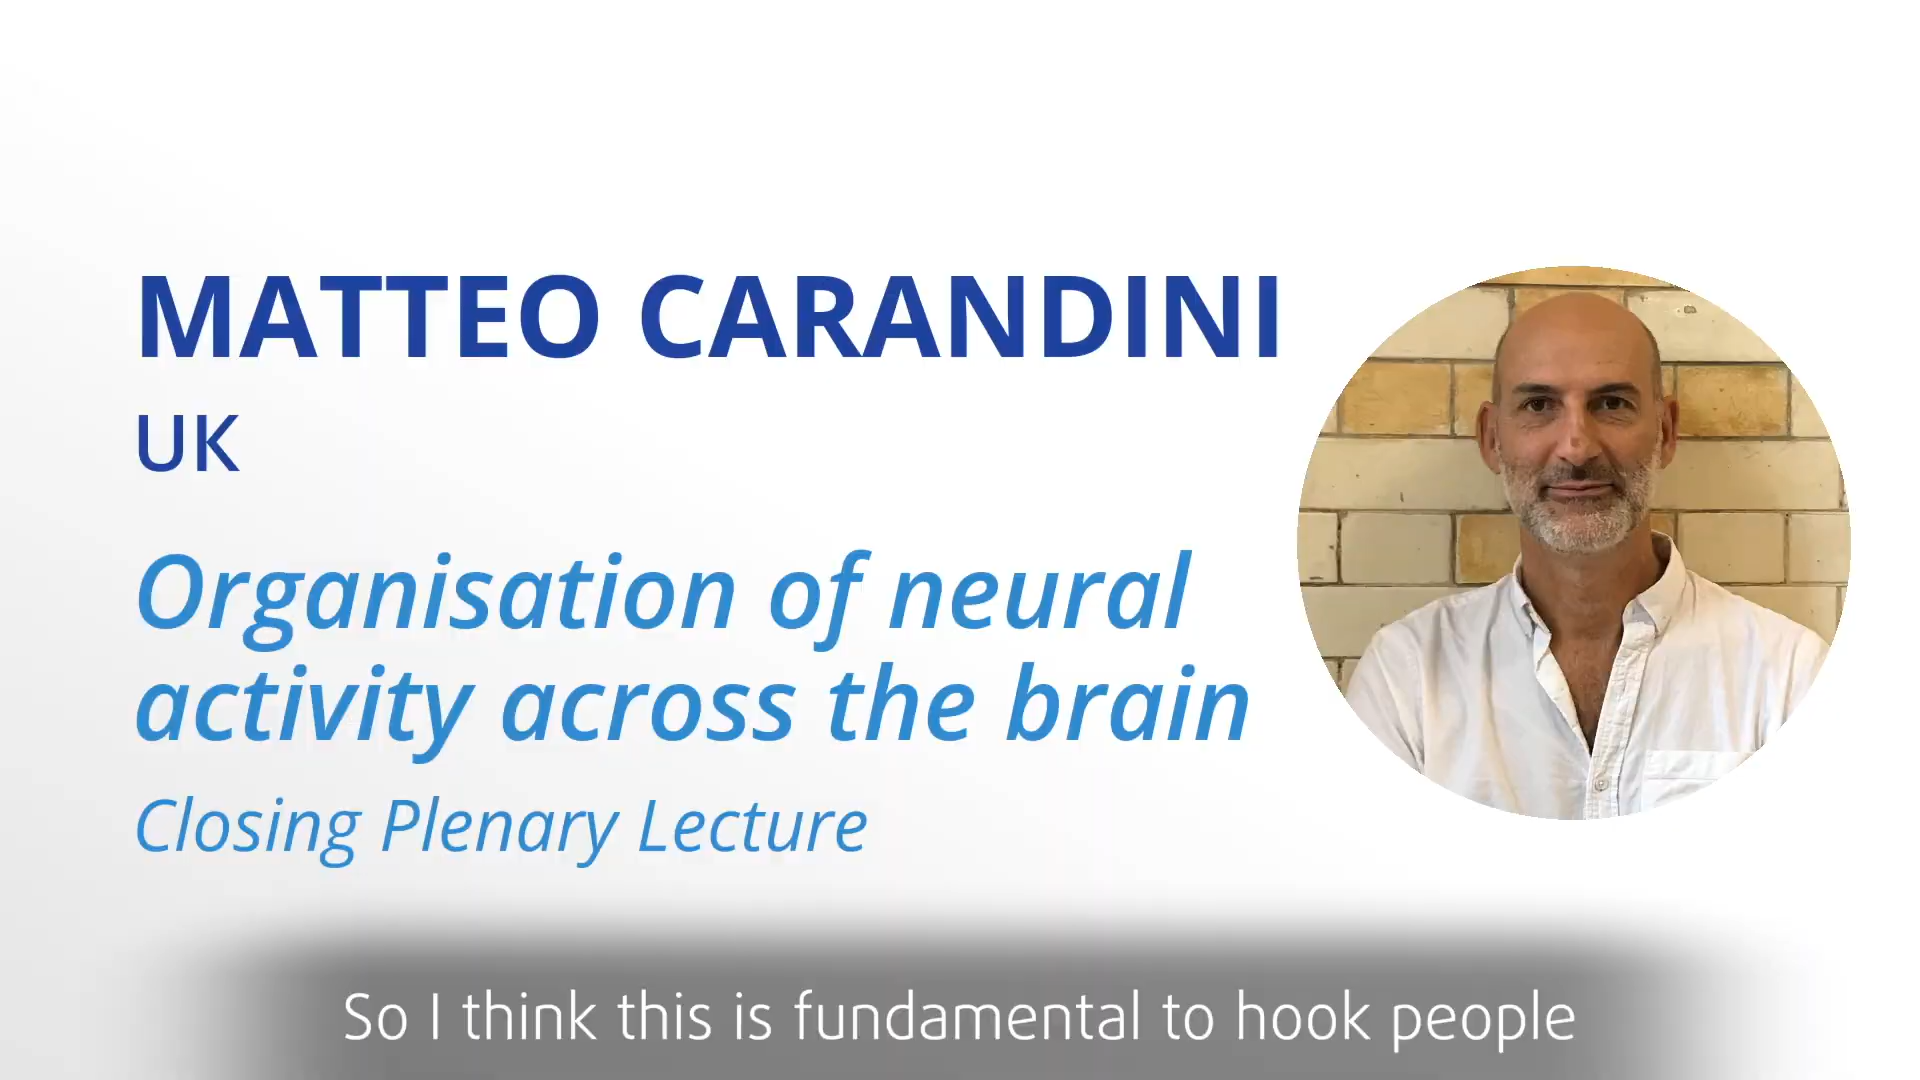 MATTEO CARANDINI
UK
Organisation of neural
activity across the brain
Closing Plenary Lecture
So I think this is fundamental to hook people